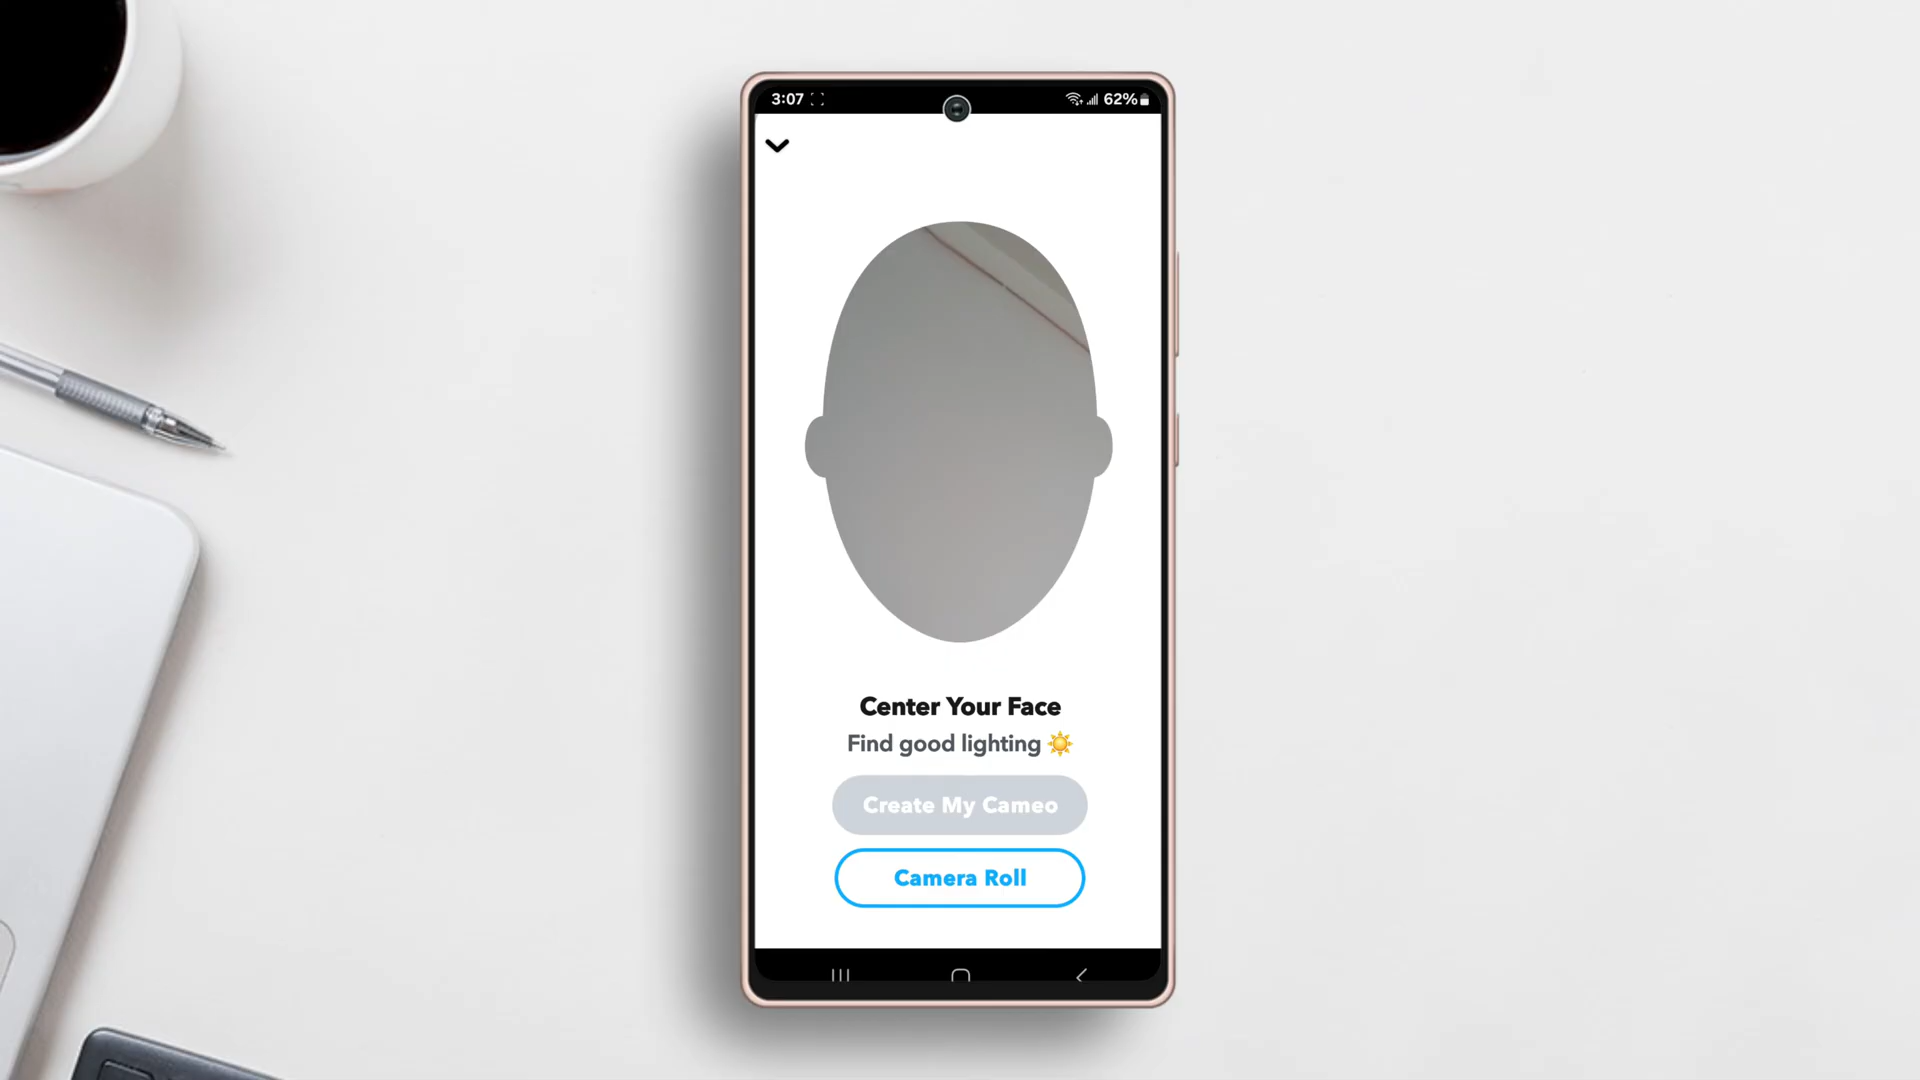 3:07
62%
Center Your Face
Find good lighting ☀️
Create My Cameo
Camera Roll